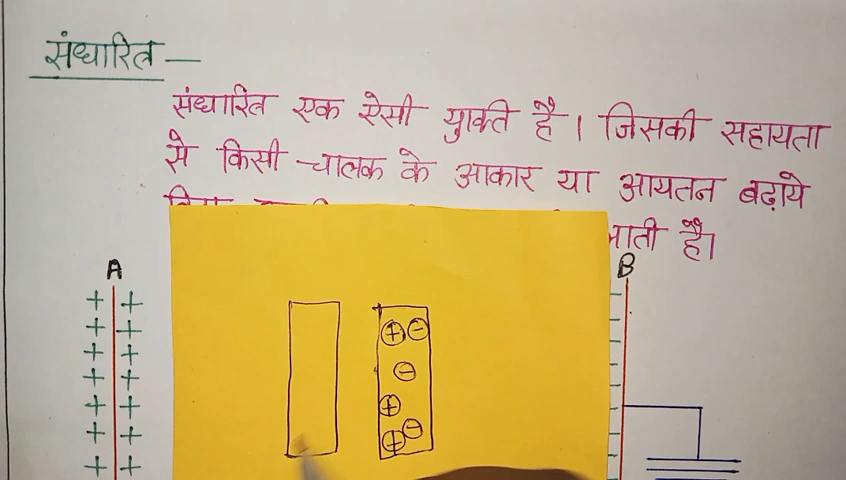 संधारित्र —
संधारित्र एक ऐसी युक्ति है। जिसकी सहायता
से किसी चालक के आकार या आयतन बढ़ाये
है।
A
B
+ +
+ +
+ +
+ +
+ +
+ +
+ +
+ −
−
+
+ −